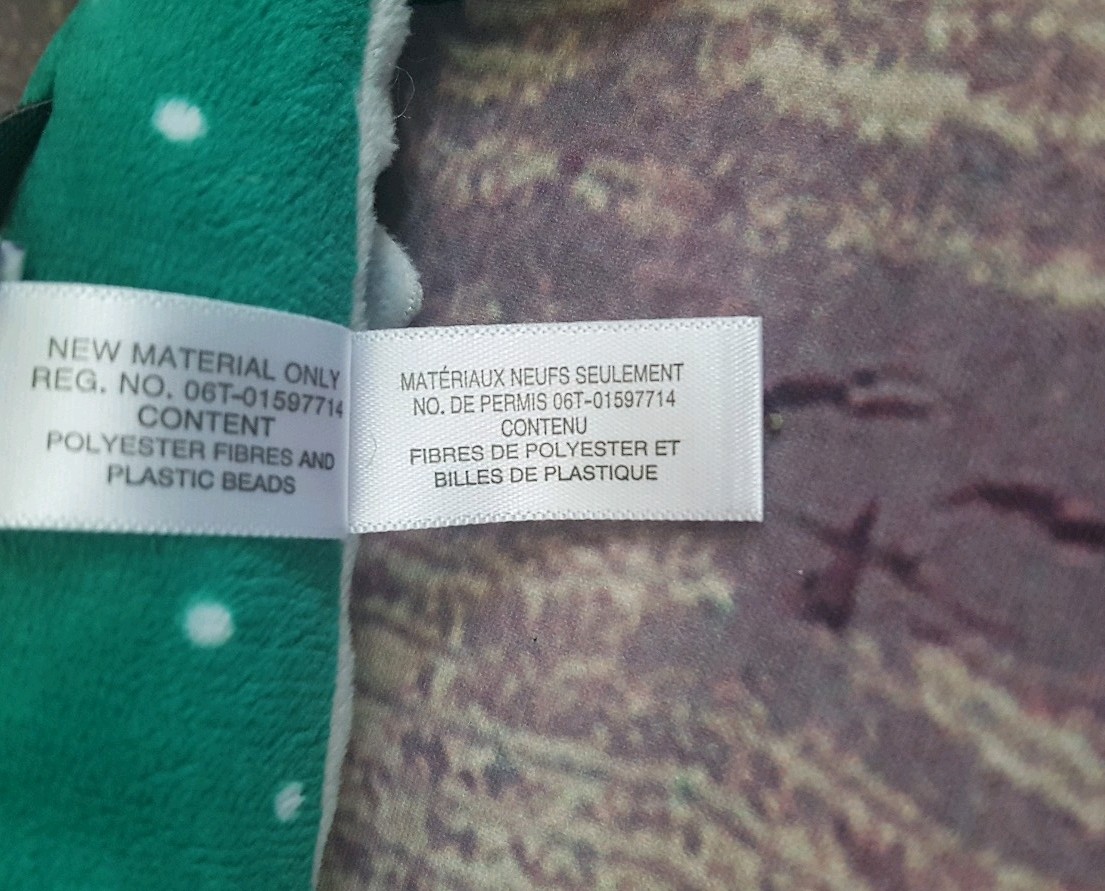 NEW MATERIAL ONLY
REG. NO. 06T-01597714
CONTENT
POLYESTER FIBRES AND
PLASTIC BEADS
MATÉRIAUX NEUFS SEULEMENT
NO. DE PERMIS 06T-01597714
CONTENU
FIBRES DE POLYESTER ET
BILLES DE PLASTIQUE